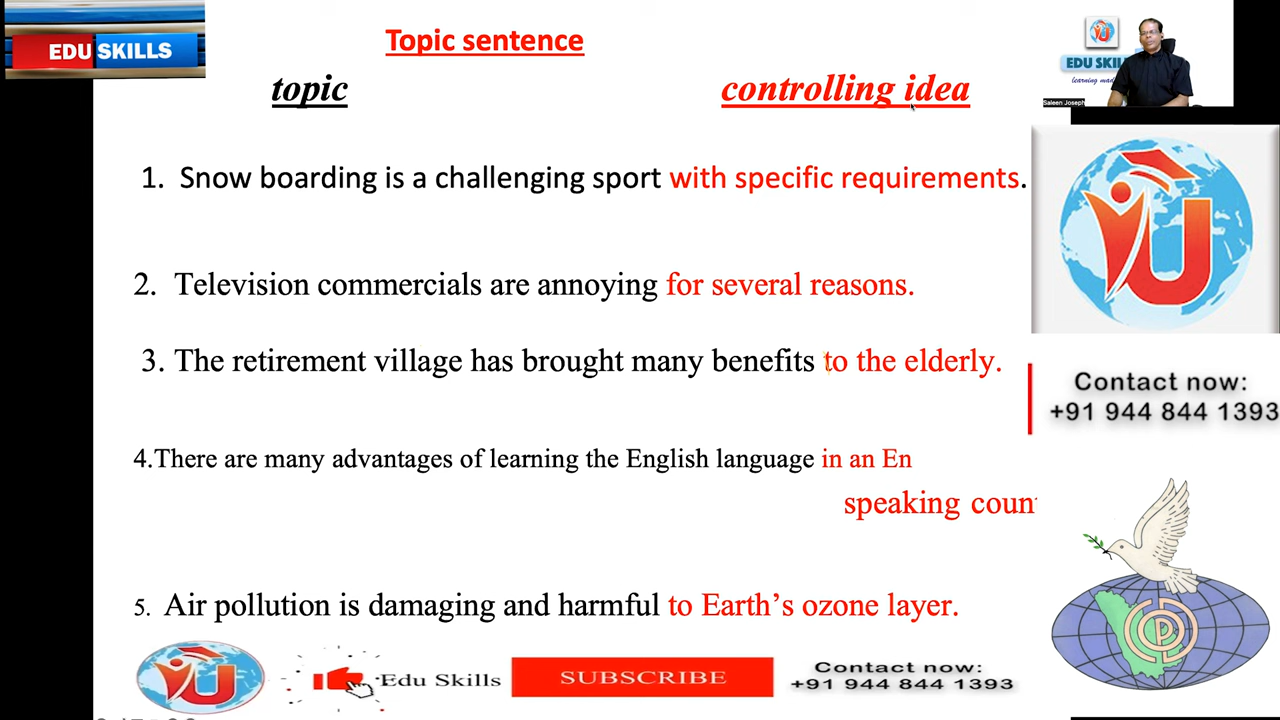 EDU SKILLS
Topic sentence
EDU SKIL
learning mad
Saleen Joseph
topic
controlling idea
1. Snow boarding is a challenging sport with specific requirements.
2. Television commercials are annoying for several reasons.
3. The retirement village has brought many benefits to the elderly.
Contact now:
+91 944 844 1393
4.There are many advantages of learning the English language in an En
speaking coun
5. Air pollution is damaging and harmful to Earth's ozone layer.
Edu Skills
SUBSCRIBE
Contact now:
+91 944 844 1393